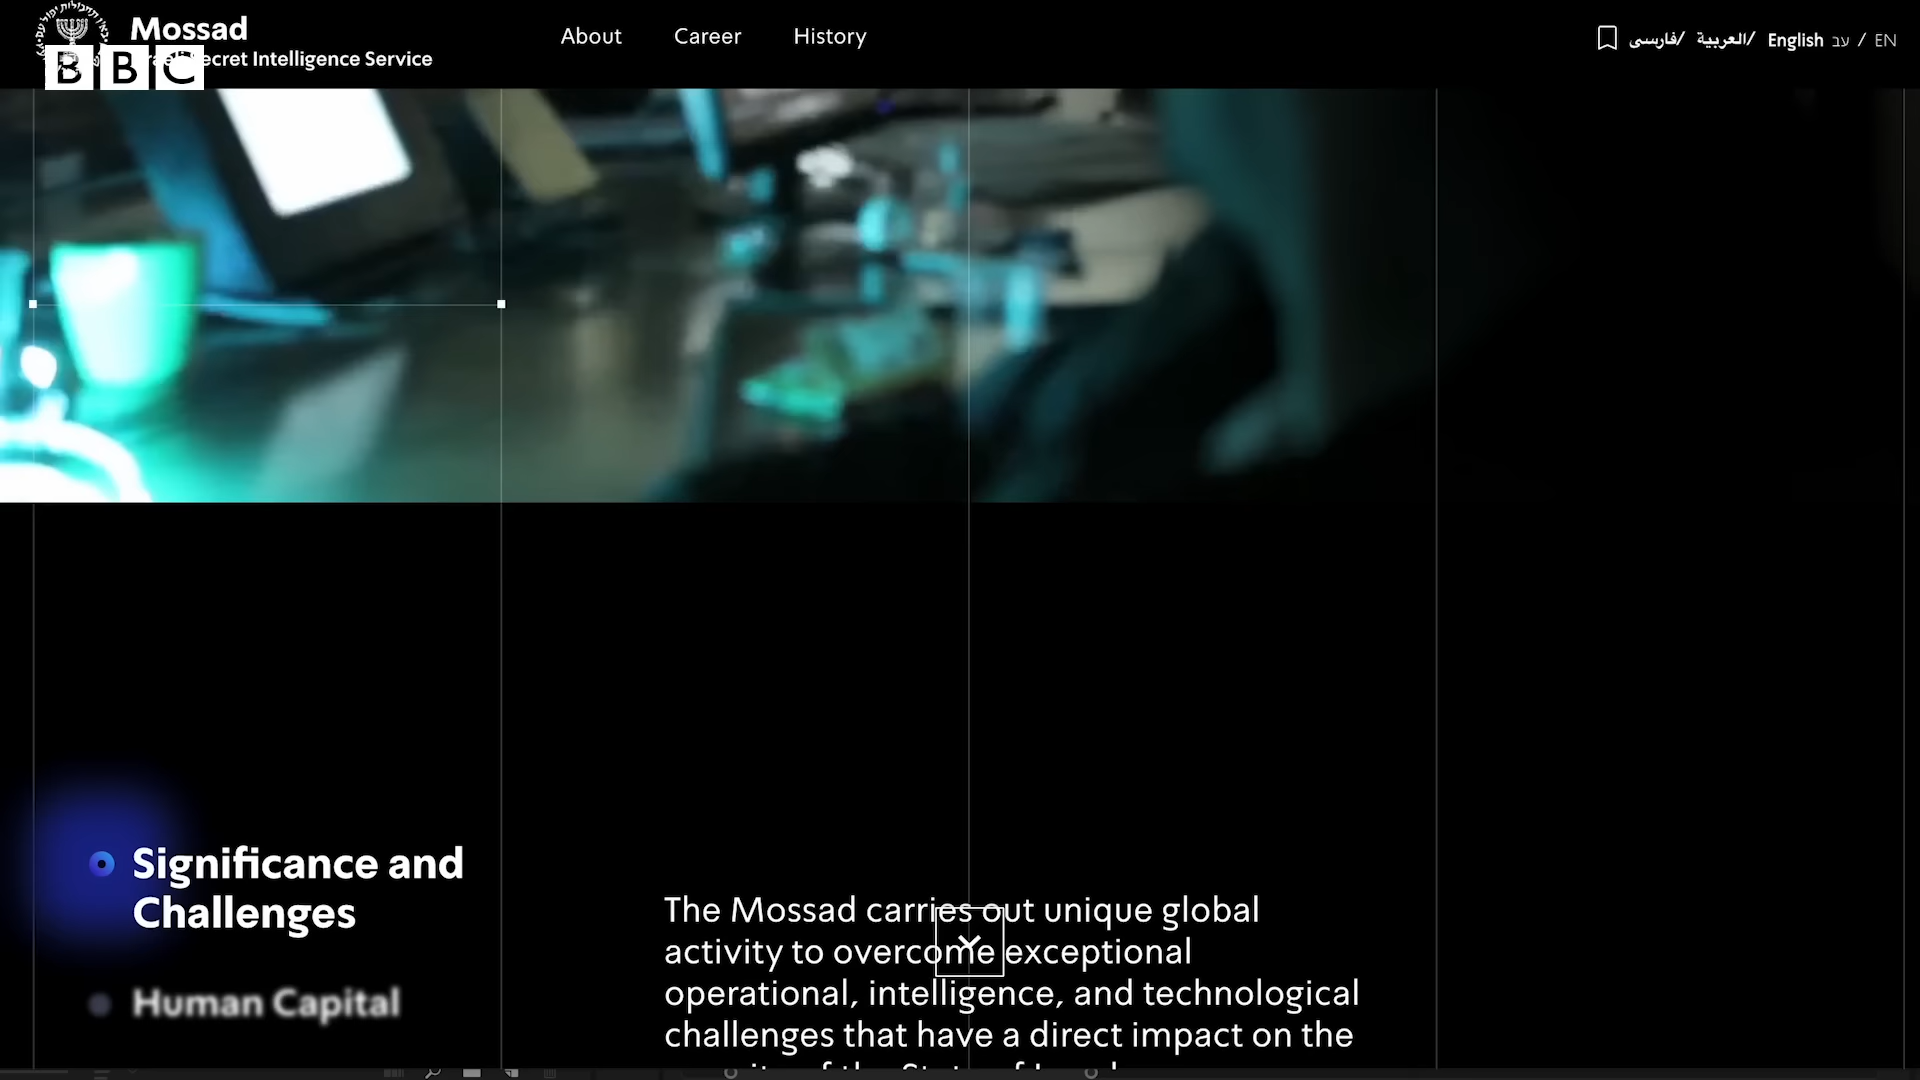 Mossad
Secret Intelligence Service
BBC
About
Career
History
فارسی/ العربية/ English עב / EN
Significance and
Challenges
Human Capital
The Mossad carries out unique global
activity to overcome exceptional
operational, intelligence, and technological
challenges that have a direct impact on the